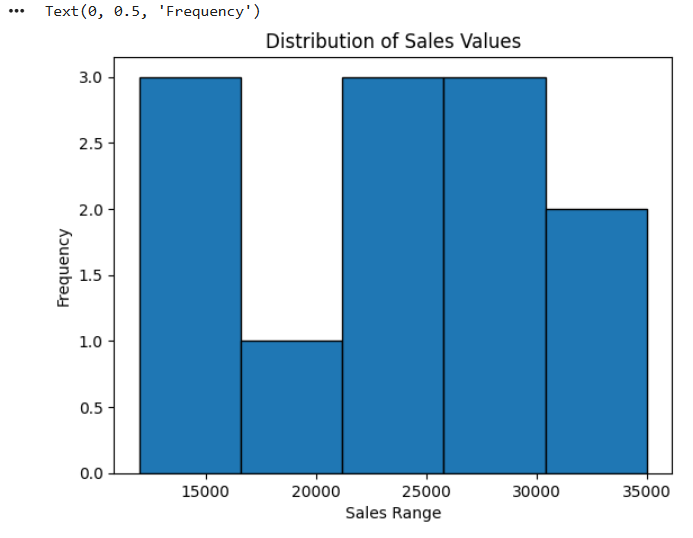 ••• Text(0, 0.5, 'Frequency')
Distribution of Sales Values
3.0
2.5
2.0
1.5
1.0
0.5
0.0
Frequency
15000 20000 25000 30000 35000
Sales Range